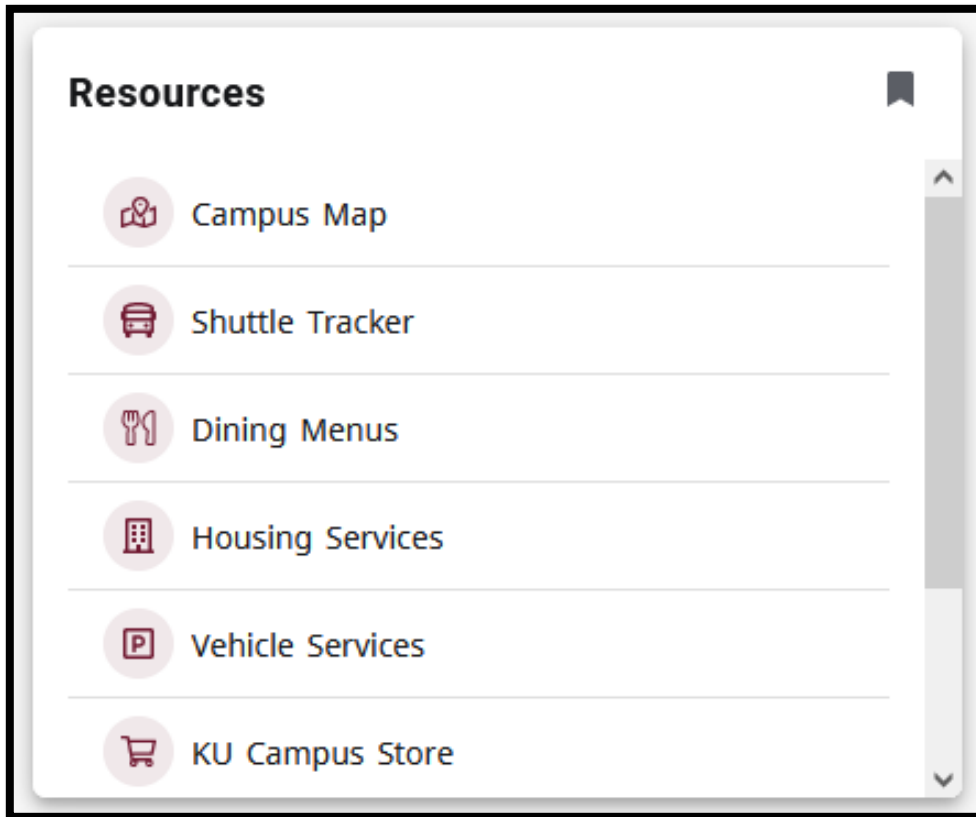 Resources
Campus Map
Shuttle Tracker
Dining Menus
Housing Services
P
Vehicle Services
KU Campus Store